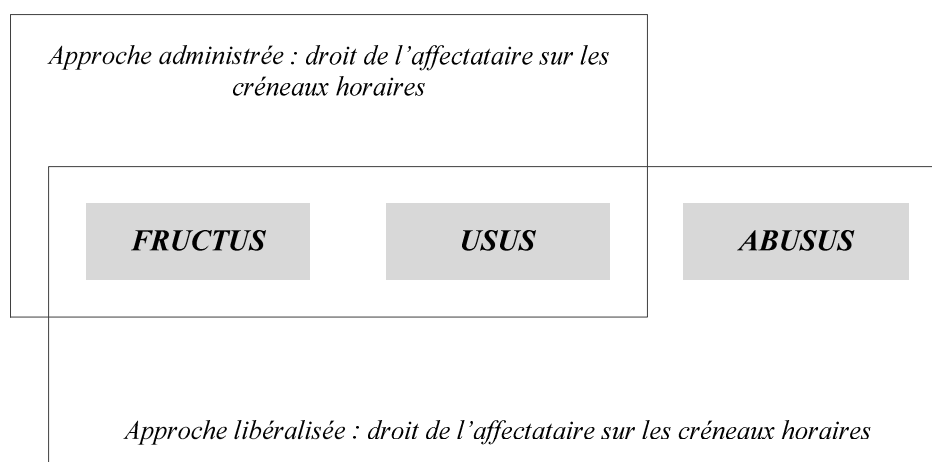 Approche administrée : droit de l’affectataire sur les
créneaux horaires
FRUCTUS USUS ABUSUS
Approche libéralisée : droit de l’affectataire sur les créneaux horaires